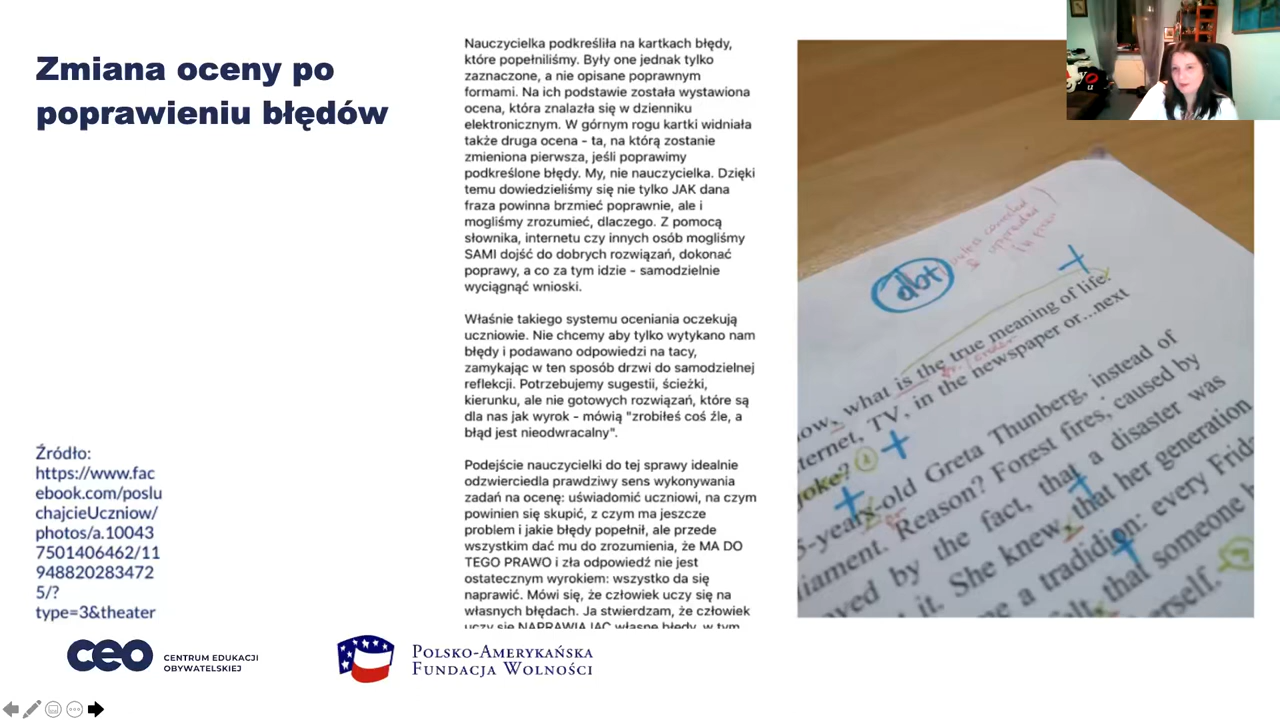 Zmiana oceny po
poprawieniu błędów
Nauczycielka podkreśliła na kartkach błędy,
które popełniliśmy. Były one jednak tylko
zaznaczone, a nie opisane poprawnym
formami. Na ich podstawie została wystawiona
ocena, która znalazła się w dzienniku
elektronicznym. W górnym rogu kartki widniała
także druga ocena - ta, na którą zostanie
zmieniona pierwsza, jeśli poprawimy
podkreślone błędy. My, nie nauczycielka. Dzięki
temu dowiedzieliśmy się nie tylko JAK dana
fraza powinna brzmieć poprawnie, ale i
mogliśmy zrozumieć, dlaczego. Z pomocą
słownika, internetu czy innych osób mogliśmy
SAMI dojść do dobrych rozwiązań, dokonać
poprawy, a co za tym idzie - samodzielnie
wyciągnąć wnioski.
Właśnie takiego systemu oceniania oczekują
uczniowie. Nie chcemy aby tylko wytykano nam
błędy i podawano odpowiedzi na tacy,
zamykając w ten sposób drzwi do samodzielnej
refleksji. Potrzebujemy sugestii, ścieżki,
kierunku, ale nie gotowych rozwiązań, które są
dla nas jak wyrok - mówią "zrobiłeś coś źle, a
błąd jest nieodwracalny".
Podejście nauczycielki do tej sprawy idealnie
odzwierciedla prawdziwy sens wykonywania
zadań na ocenę: uświadomić uczniowi, na czym
powinien się skupić, z czym ma jeszcze
problem i jakie błędy popełnił, ale przede
wszystkim dać mu do zrozumienia, że MA DO
TEGO PRAWO i zła odpowiedź nie jest
ostatecznym wyrokiem: wszystko da się
naprawić. Mówi się, że człowiek uczy się na
własnych błędach. Ja stwierdzam, że człowiek
uczy się NAPRAWIAJĄC własne błędy, w tym
dbt
what is the true meaning of life.
TV, in the newspaper or...next
joke?
-old Greta Thunberg, instead of
Reason? Forest fires, caused by
by the fact, that a disaster was
it. She knew, that her generation
a tradidion: every
that someone
Źródło:
https://www.fac
ebook.com/poslu
chajcieUczniow/
photos/a.10043
7501406462/11
948820283472
5/?
type=3&theater
ceo CENTRUM EDUKACJI
OBYWATELSKIEJ
POLSKO-AMERYKAŃSKA
FUNDACJA WOLNOŚCI